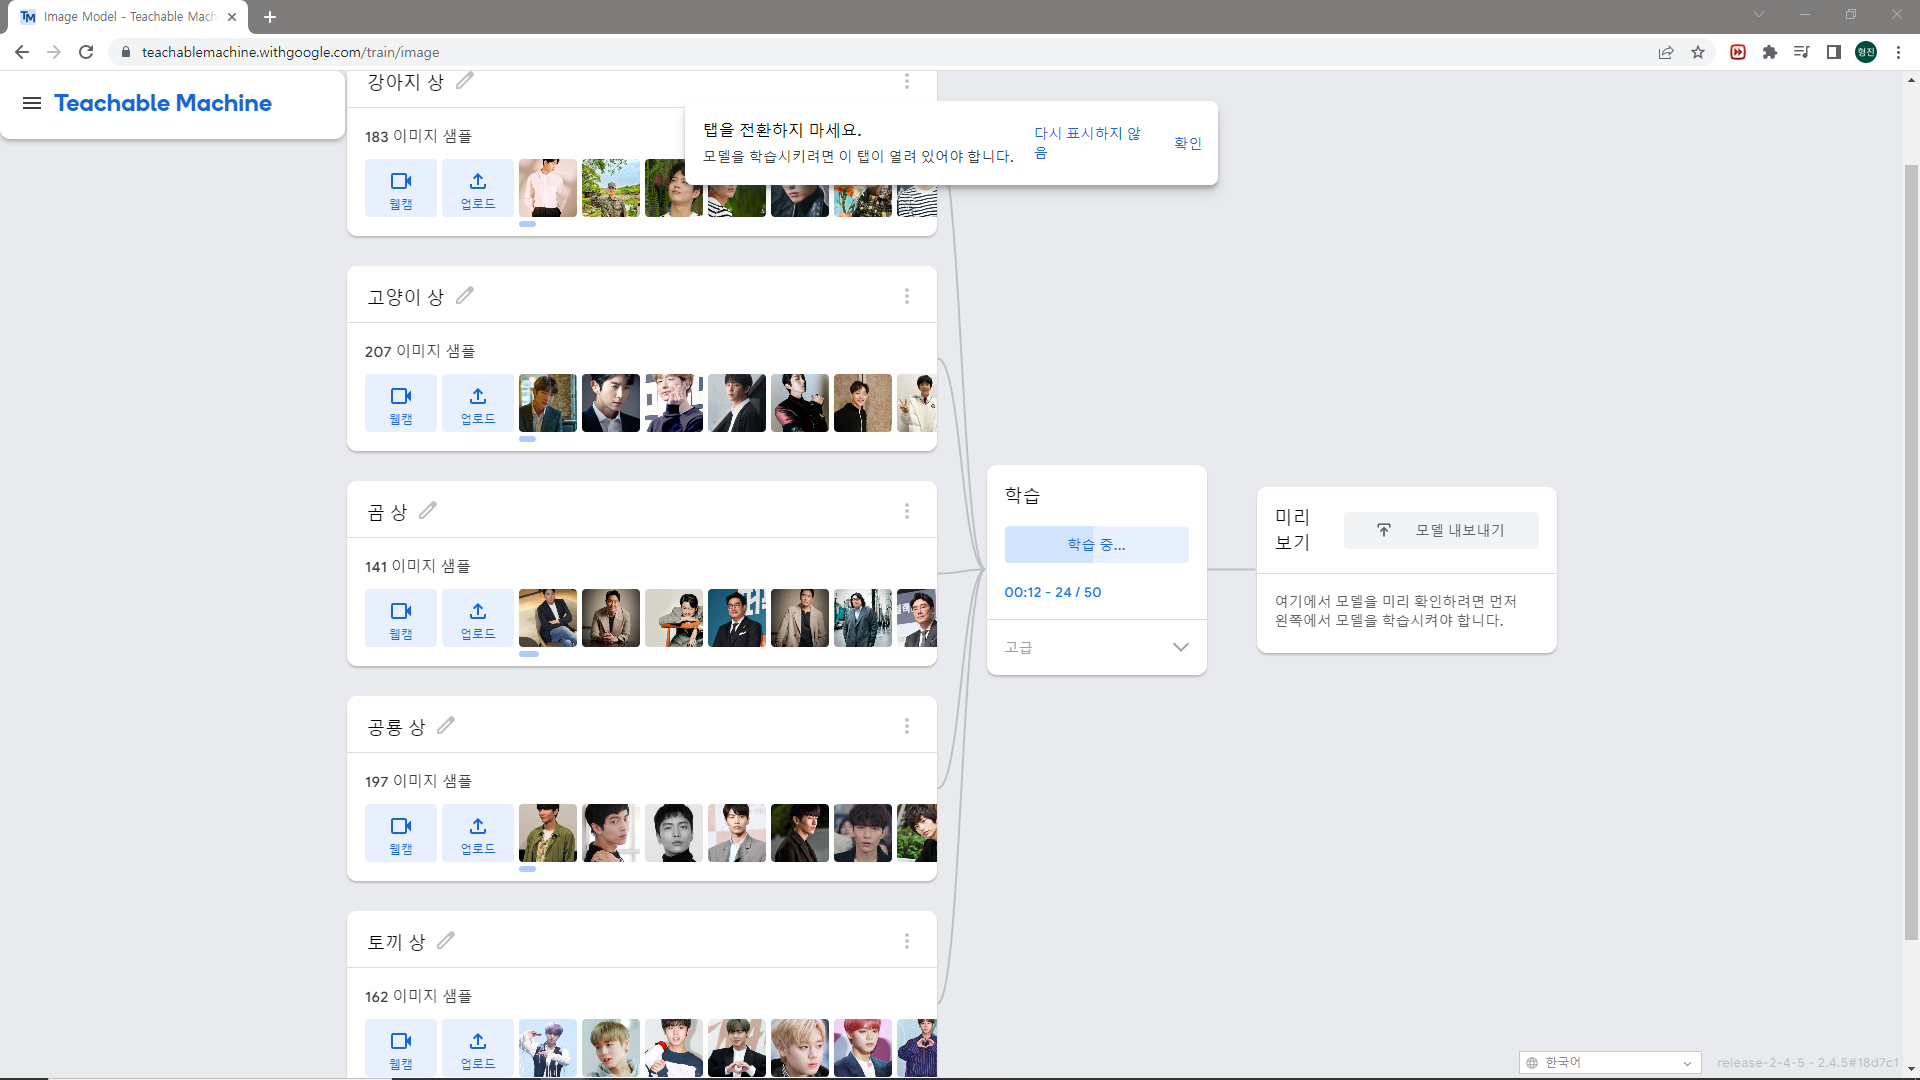 Image Model - Teachable Mach
teachablemachine.withgoogle.com/train/image
형진
Teachable Machine
강아지 상
183 이미지 샘플
웹캠
업로드
탭을 전환하지 마세요.
모델을 학습시키려면 이 탭이 열려 있어야 합니다.
다시 표시하지 않
음
확인
고양이 상
207 이미지 샘플
웹캠
업로드
곰 상
141 이미지 샘플
웹캠
업로드
공룡 상
197 이미지 샘플
웹캠
업로드
토끼 상
162 이미지 샘플
웹캠
업로드
학습
학습 중...
00:12 - 24 / 50
고급
미리
보기
모델 내보내기
여기에서 모델을 미리 확인하려면 먼저
왼쪽에서 모델을 학습시켜야 합니다.
한국어
release-2-4-5 - 2.4.5#18d7c1